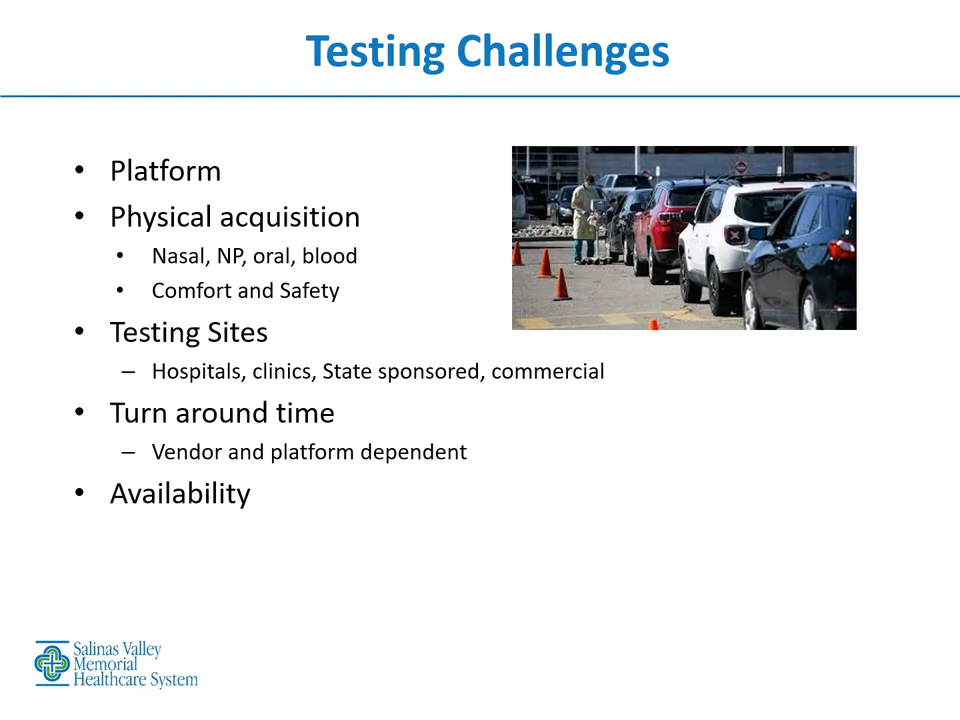 Testing Challenges
• Platform
• Physical acquisition
• Nasal, NP, oral, blood
• Comfort and Safety
• Testing Sites
– Hospitals, clinics, State sponsored, commercial
• Turn around time
– Vendor and platform dependent
• Availability
Salinas Valley
Memorial
Healthcare System